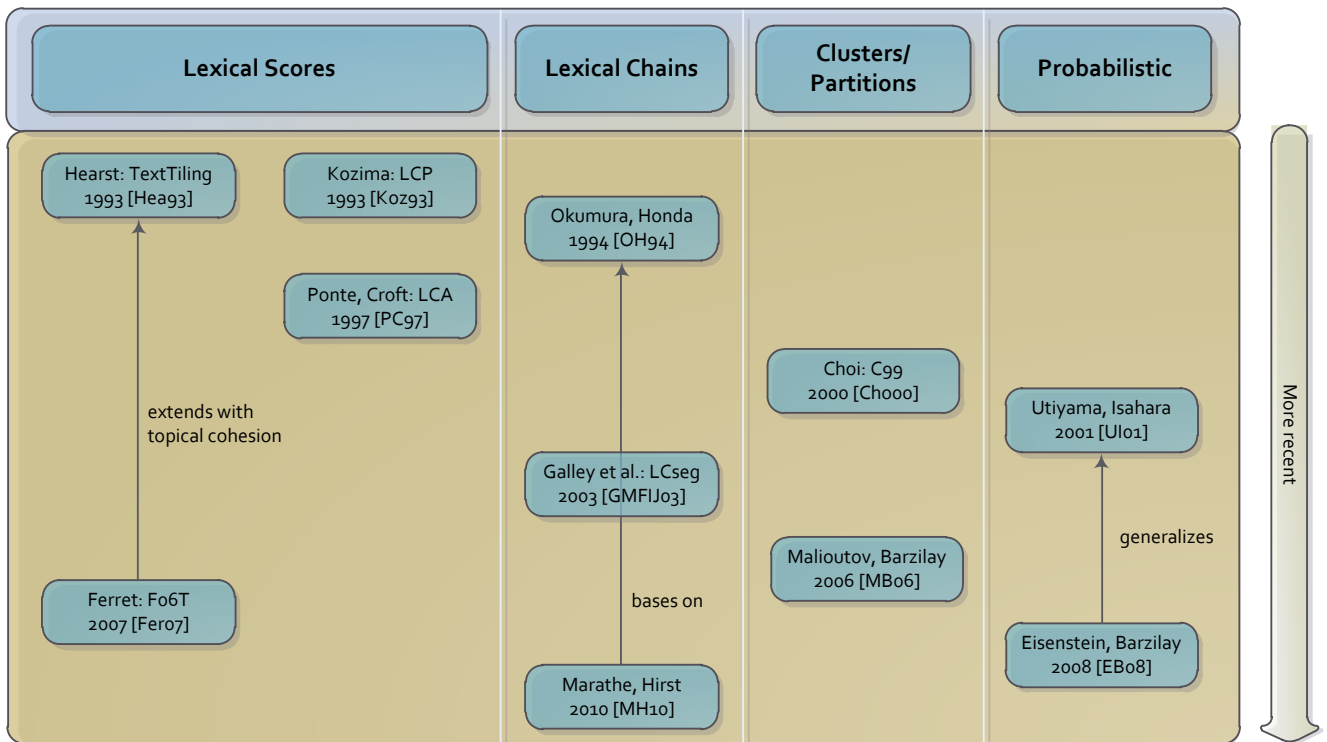 Lexical Scores
Lexical Chains
Clusters/
Partitions
Probabilistic
Hearst: TextTiling
1993 [Hea93]
Kozima: LCP
1993 [Koz93]
Ponte, Croft: LCA
1997 [PC97]
extends with
topical cohesion
Ferret: F06T
2007 [Fer07]
Okumura, Honda
1994 [OH94]
Galley et al.: LCseg
2003 [GMFIJ03]
bases on
Marathe, Hirst
2010 [MH10]
Choi: C99
2000 [Cho00]
Malioutov, Barzilay
2006 [MB06]
Utiyama, Isahara
2001 [UI01]
generalizes
Eisenstein, Barzilay
2008 [EB08]
More recent